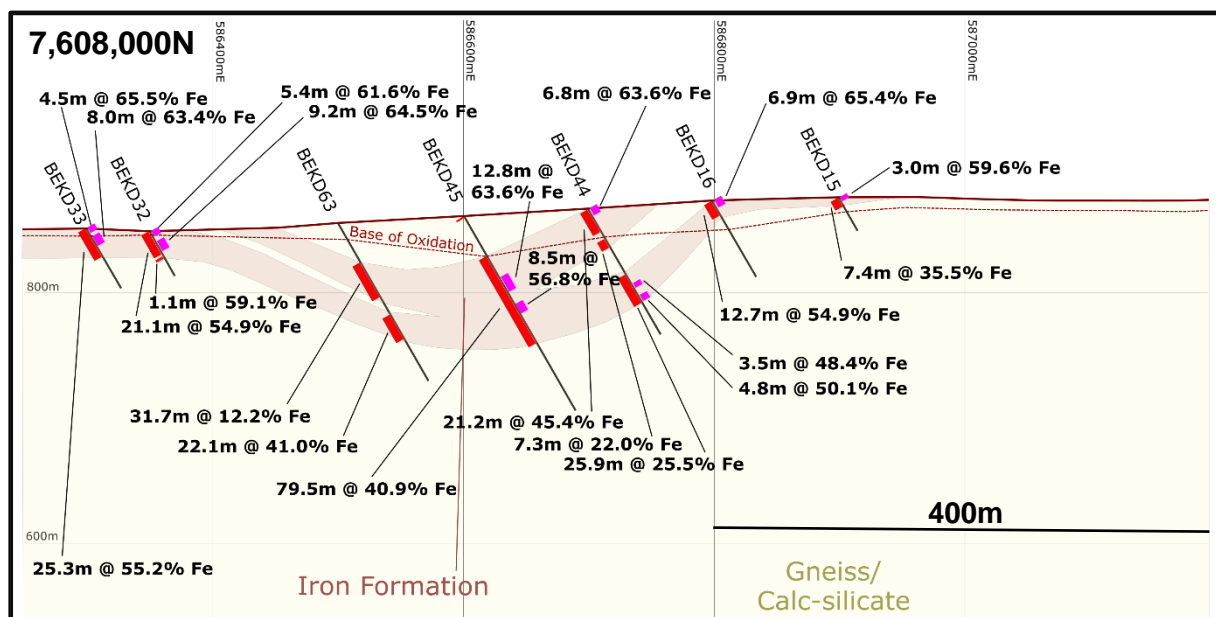 7,608,000N
586400mE
586600mE
586800mE
587000mE
4.5m @ 65.5% Fe
8.0m @ 63.4% Fe
5.4m @ 61.6% Fe
9.2m @ 64.5% Fe
6.8m @ 63.6% Fe
6.9m @ 65.4% Fe
3.0m @ 59.6% Fe
BEKD33
BEKD32
BEKD63
BEKD45
BEKD44
BEKD16
BEKD15
12.8m @
63.6% Fe
Base of Oxidation
8.5m @
56.8% Fe
7.4m @ 35.5% Fe
800m
1.1m @ 59.1% Fe
21.1m @ 54.9% Fe
12.7m @ 54.9% Fe
3.5m @ 48.4% Fe
4.8m @ 50.1% Fe
31.7m @ 12.2% Fe
22.1m @ 41.0% Fe
21.2m @ 45.4% Fe
7.3m @ 22.0% Fe
25.9m @ 25.5% Fe
79.5m @ 40.9% Fe
400m
600m
25.3m @ 55.2% Fe
Iron Formation
Gneiss/
Calc-silicate